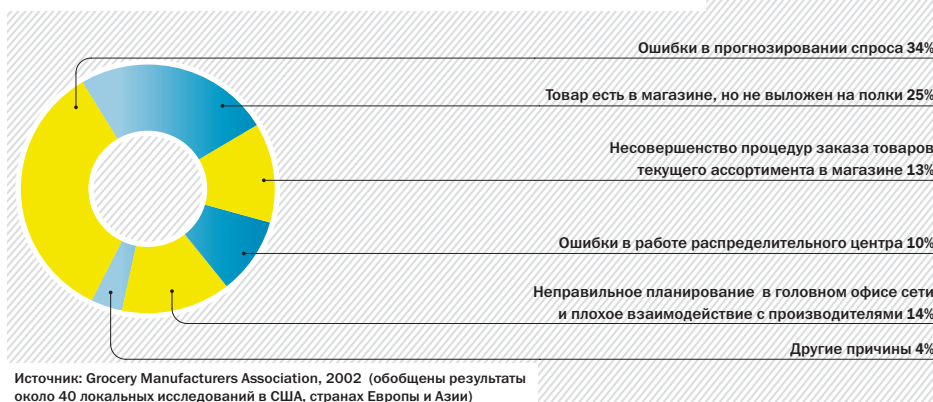 Ошибки в прогнозировании спроса 34%
Товар есть в магазине, но не выложен на полки 25%
Несовершенство процедур заказа товаров
текущего ассортимента в магазине 13%
Ошибки в работе распределительного центра 10%
Неправильное планирование в головном офисе сети
и плохое взаимодействие с производителями 14%
Другие причины 4%
Источник: Grocery Manufacturers Association, 2002 (обобщены результаты
около 40 локальных исследований в США, странах Европы и Азии)